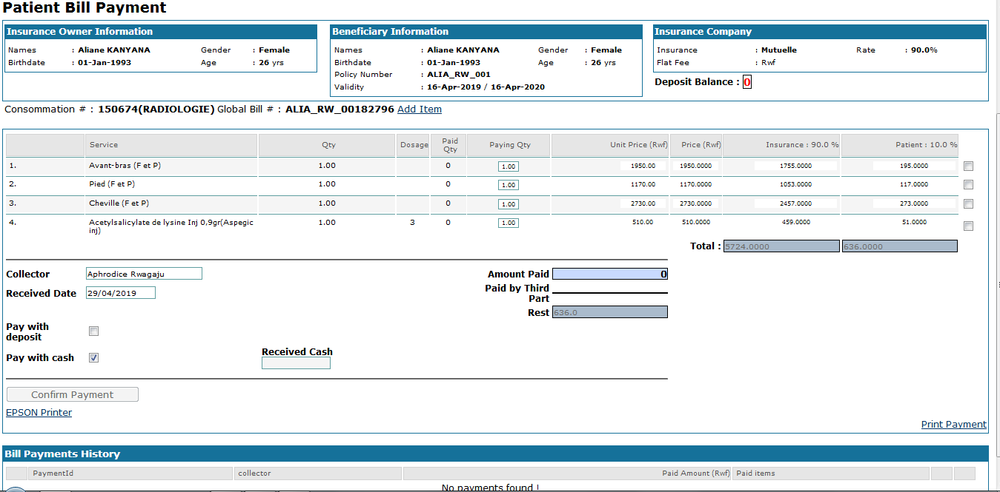 Patient Bill Payment
Insurance Owner Information
Names : Aliane KANYANA Gender : Female
Birthdate : 01-Jan-1993 Age : 26 yrs
Beneficiary Information
Names : Aliane KANYANA Gender : Female
Birthdate : 01-Jan-1993 Age : 26 yrs
Policy Number : ALIA_RW_001
Validity : 16-Apr-2019 / 16-Apr-2020
Insurance Company
Insurance : Mutuelle Rate : 90.0%
Flat Fee : Rwf
Deposit Balance : 0
Consommation # : 150674(RADIOLOGIE) Global Bill # : ALIA_RW_00182796 Add Item
Service Qty Dosage Paid Qty Paying Qty Unit Price (Rwf) Price (Rwf) Insurance : 90.0 % Patient : 10.0 %
1. Avant-bras (F et P) 1.00 0 1.00 1950.00 1950.0000 1755.0000 195.0000
2. Pied (F et P) 1.00 0 1.00 1170.00 1170.0000 1053.0000 117.0000
3. Cheville (F et P) 1.00 0 1.00 2730.00 2730.0000 2457.0000 273.0000
4. Acetylsalicylate de lysine Inj 0,9gr(Aspegic 1.00 3 0 1.00 510.00 510.0000 459.0000 51.0000
inj)
Total : 5724.0000 636.0000
Collector Aphrodice Rwagaju
Received Date 29/04/2019
Amount Paid 0
Paid by Third
Part
Rest 636.0
Pay with
deposit
Pay with cash
Received Cash
Confirm Payment
EPSON Printer
Print Payment
Bill Payments History
PaymentId collector Paid Amount (Rwf) Paid items
No payments found !